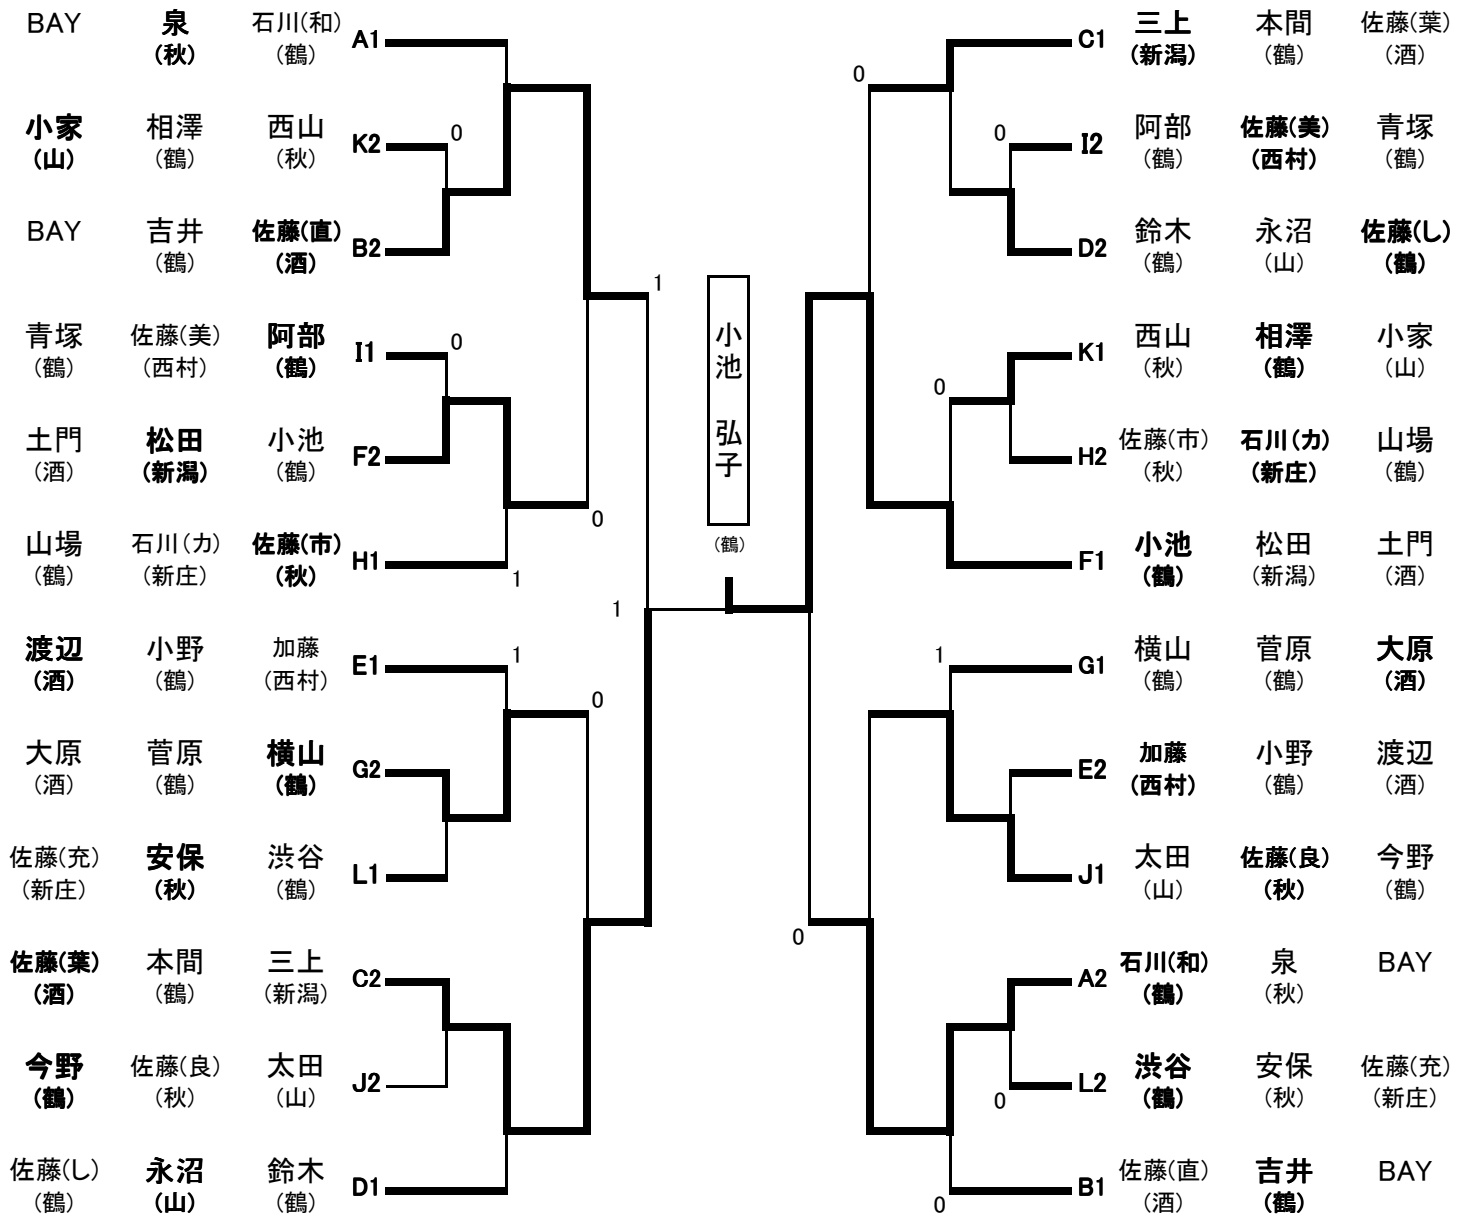 BAY 泉 石川(和) A1
(秋) (鶴)
小家 相澤 西山 K2 0
(山) (鶴) (秋)
BAY 吉井 佐藤(直) B2
(鶴) (酒)
青塚 佐藤(美) 阿部 I1 0
(鶴) (西村) (鶴)
土門 松田 小池 F2
(酒) (新潟) (鶴)
山場 石川(力) 佐藤(市) H1
(鶴) (新庄) (秋)
渡辺 小野 加藤 E1 1
(酒) (鶴) (西村)
大原 菅原 横山 G2
(酒) (鶴) (鶴)
佐藤(充) 安保 渋谷 L1
(新庄) (秋) (鶴)
佐藤(葉) 本間 三上 C2
(酒) (鶴) (新潟)
今野 佐藤(良) 太田 J2
(鶴) (秋) (山)
佐藤(し) 永沼 鈴木 D1
(鶴) (山) (鶴)
1
0
1
0
1
小池 弘子
(鶴)
0
0
0
C1 三上 本間 佐藤(葉)
(新潟) (鶴) (酒)
0 I2 阿部 佐藤(美) 青塚
(鶴) (西村) (鶴)
D2 鈴木 永沼 佐藤(し)
(鶴) (山) (鶴)
K1 西山 相澤 小家
(秋) (鶴) (山)
H2 佐藤(市) 石川(力) 山場
(秋) (新庄) (鶴)
F1 小池 松田 土門
(鶴) (新潟) (酒)
1 G1 横山 菅原 大原
(鶴) (鶴) (酒)
E2 加藤 小野 渡辺
(西村) (鶴) (酒)
J1 太田 佐藤(良) 今野
(山) (秋) (鶴)
A2 石川(和) 泉 BAY
(鶴) (秋)
0 L2 渋谷 安保 佐藤(充)
(鶴) (秋) (新庄)
0 B1 佐藤(直) 吉井 BAY
(酒) (鶴)